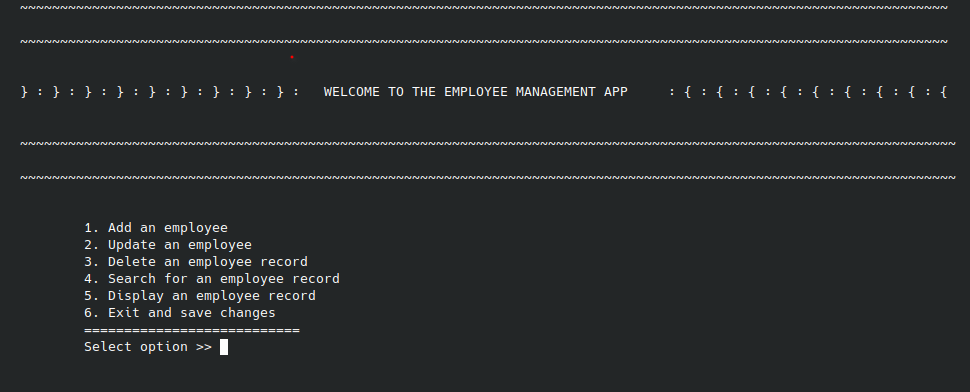 ~~~~~~~~~~~~~~~~~~~~~~~~~~~~~~~~~~~~~~~~~~~~~~~~~~~~~~~~~~~~~~~~~~~~~~~~~~~~~~~~~~~~~~~~~~~~~~~~~~~~~~~~~~~~~~~~~~~~
~~~~~~~~~~~~~~~~~~~~~~~~~~~~~~~~~~~~~~~~~~~~~~~~~~~~~~~~~~~~~~~~~~~~~~~~~~~~~~~~~~~~~~~~~~~~~~~~~~~~~~~~~~~~~~~~~~~~
} : } : } : } : } : } : } : } : } :   WELCOME TO THE EMPLOYEE MANAGEMENT APP     : { : { : { : { : { : { : { : { : {
~~~~~~~~~~~~~~~~~~~~~~~~~~~~~~~~~~~~~~~~~~~~~~~~~~~~~~~~~~~~~~~~~~~~~~~~~~~~~~~~~~~~~~~~~~~~~~~~~~~~~~~~~~~~~~~~~~~~~
~~~~~~~~~~~~~~~~~~~~~~~~~~~~~~~~~~~~~~~~~~~~~~~~~~~~~~~~~~~~~~~~~~~~~~~~~~~~~~~~~~~~~~~~~~~~~~~~~~~~~~~~~~~~~~~~~~~~~
1. Add an employee
2. Update an employee
3. Delete an employee record
4. Search for an employee record
5. Display an employee record
6. Exit and save changes
===========================
Select option >>